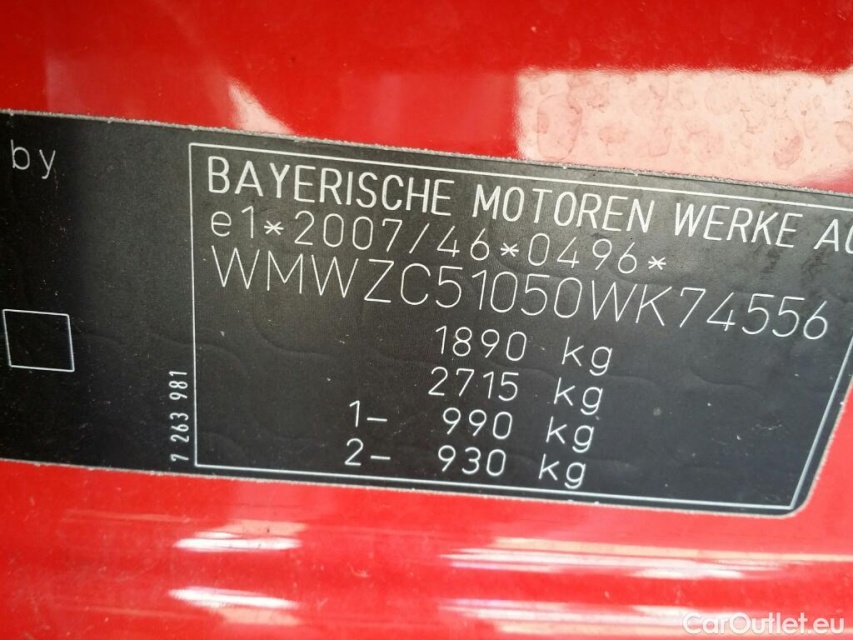 by
BAYERISCHE MOTOREN WERKE AG
e1*2007/46*0496*
WMWZC51050WK74556
1890 kg
2715 kg
1- 990 kg
2- 930 kg
7 263 981
CarOutlet.eu